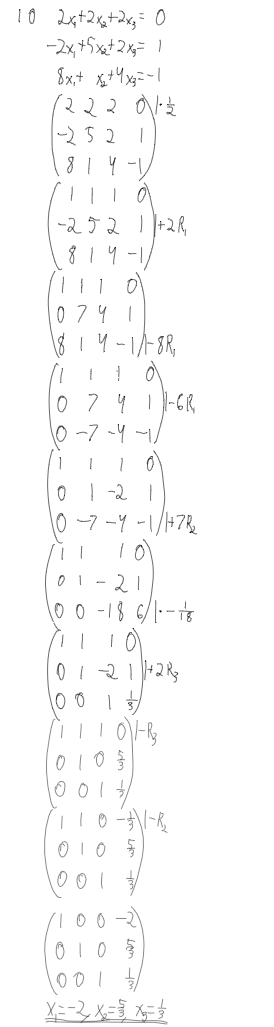 10 2x₁+2x₂+2x₃= 0
-2x₁+5x₂+2x₃= 1
8x₁+ x₂+4x₃=-1
2 2 2 0 |·1/2
-2 5 2 1
8 1 4 -1
1 1 1 0
-2 5 2 1 |+2R₁
8 1 4 -1
1 1 1 0
0 7 4 1
8 1 4 -1 |-8R₁
1 1 1 0
0 7 4 1 |-6R₁
0 -7 -4 -1
1 1 1 0
0 1 -2 1
0 -7 -4 -1 |+7R₂
1 1 1 0
0 1 -2 1
0 0 -18 6 |·-1/18
1 1 1 0
0 1 -2 1 |+2R₃
0 0 1 1/3
1 1 1 0 |-R₃
0 1 0 5/3
0 0 1 1/3
1 1 0 -1/3 |-R₂
0 1 0 5/3
0 0 1 1/3
1 0 0 -2
0 1 0 5/3
0 0 1 1/3
x₁=-2, x₂=5/3, x₃=1/3